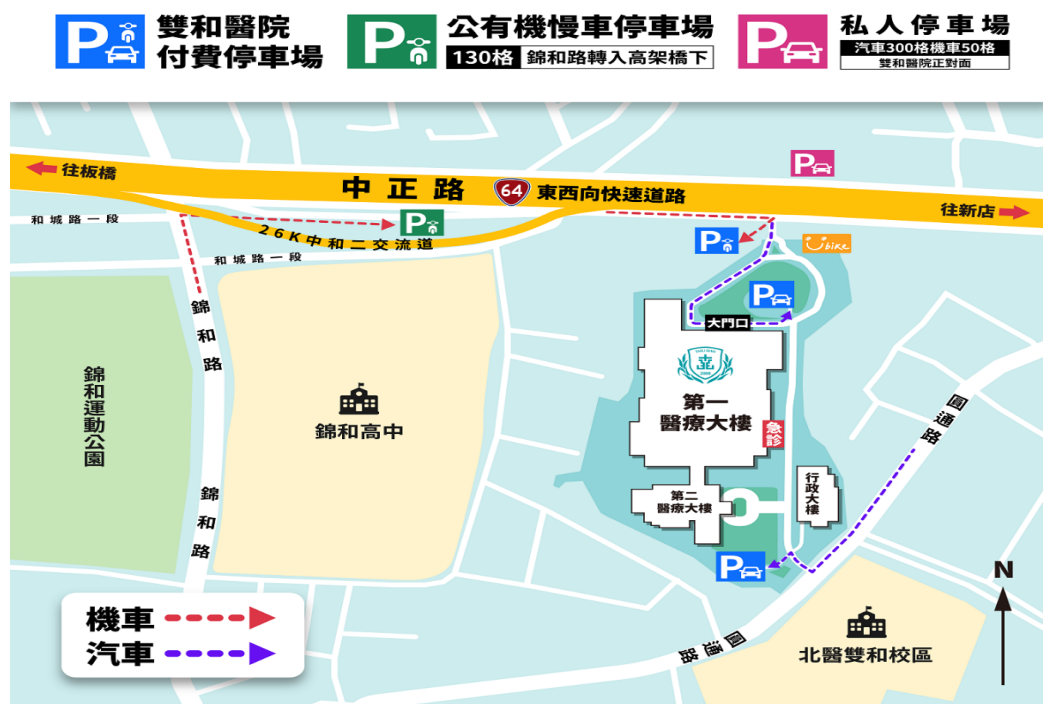 雙和醫院
付費停車場
公有機慢車停車場
130格 錦和路轉入高架橋下
私人停車場
汽車300格機車50格
雙和醫院正對面
往板橋
中正路 64 東西向快速道路
往新店
和城路一段
26K中和二交流道
和城路一段
Ubike
大門口
錦和路
錦和運動公園
錦和高中
第一
醫療大樓
急診
圓通路
行政大樓
第二
醫療大樓
錦和路
機車
汽車
圓通路
北醫雙和校區
N